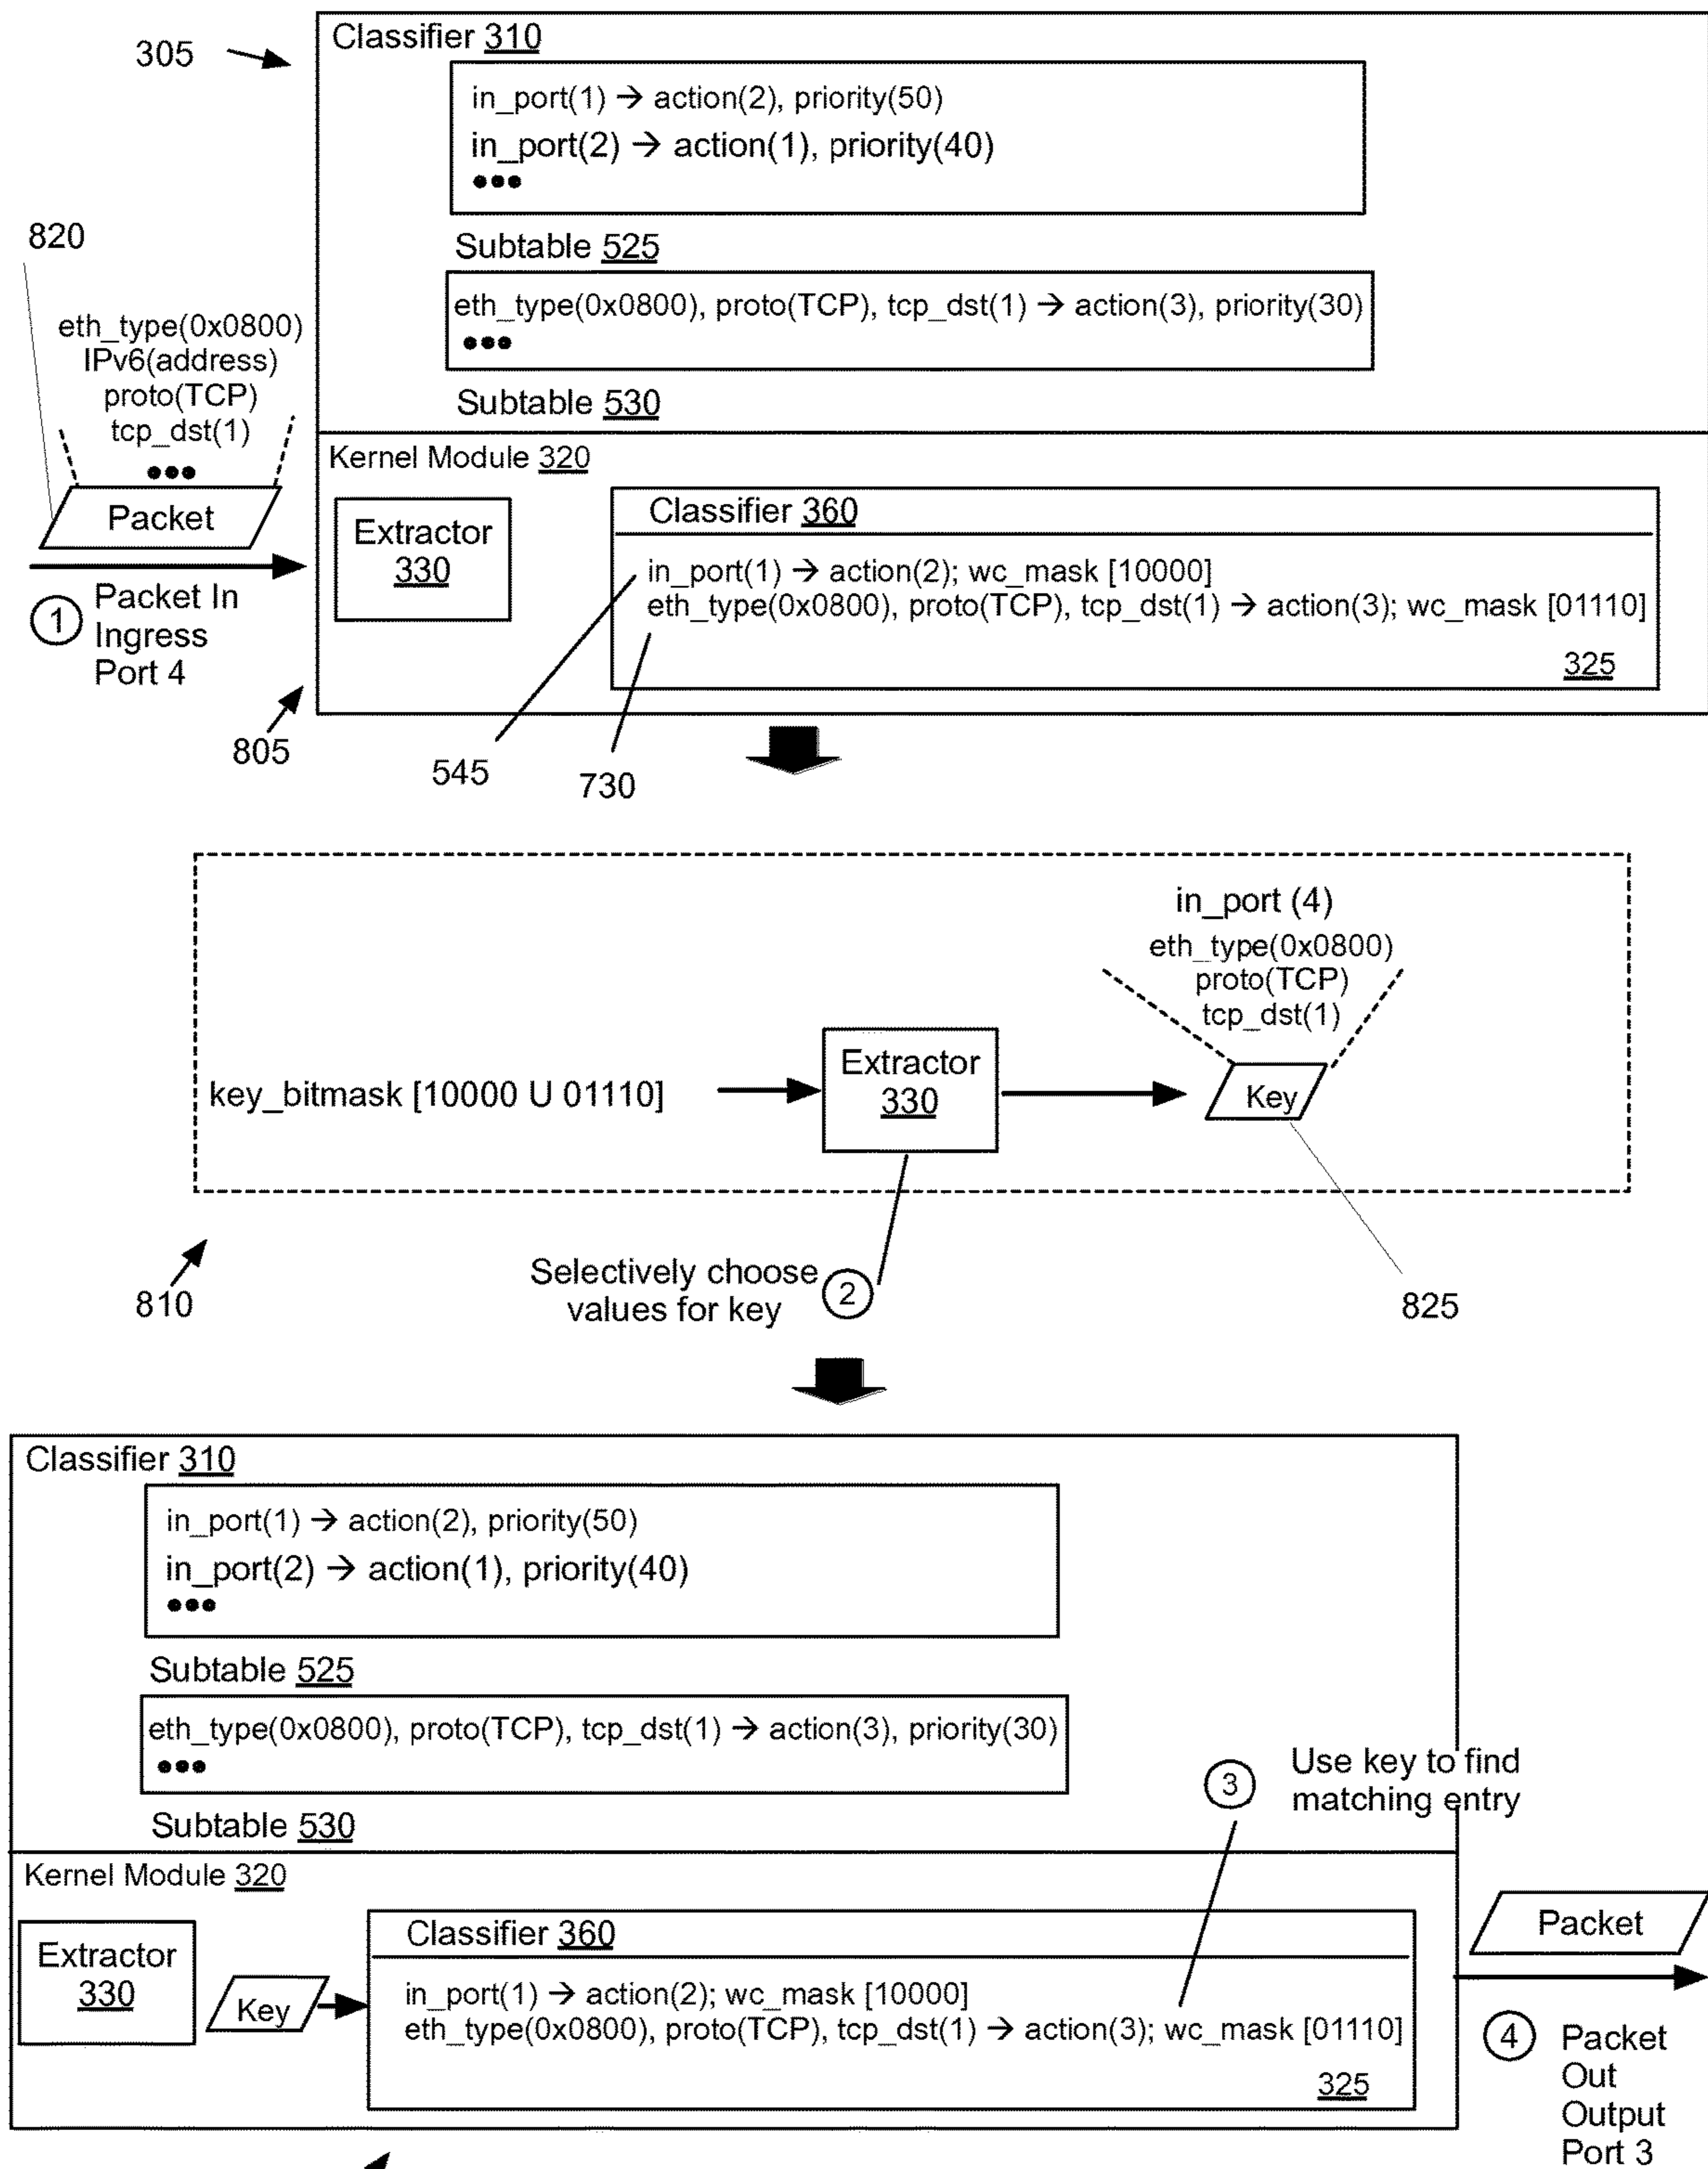 305
Classifier 310
in_port(1) → action(2), priority(50)
in_port(2) → action(1), priority(40)
•••
Subtable 525
eth_type(0x0800), proto(TCP), tcp_dst(1) → action(3), priority(30)
•••
Subtable 530
820
eth_type(0x0800)
IPv6(address)
proto(TCP)
tcp_dst(1)
•••
Packet
1 Packet In
Ingress
Port 4
Kernel Module 320
Extractor
330
Classifier 360
in_port(1) → action(2); wc_mask [10000]
eth_type(0x0800), proto(TCP), tcp_dst(1) → action(3); wc_mask [01110]
325
805
545
730
in_port (4)
eth_type(0x0800)
proto(TCP)
tcp_dst(1)
key_bitmask [10000 U 01110]
Extractor
330
Key
810
Selectively choose
values for key
2
825
Classifier 310
in_port(1) → action(2), priority(50)
in_port(2) → action(1), priority(40)
•••
Subtable 525
eth_type(0x0800), proto(TCP), tcp_dst(1) → action(3), priority(30)
•••
Subtable 530
3 Use key to find
matching entry
Kernel Module 320
Extractor
330
Key
Classifier 360
in_port(1) → action(2); wc_mask [10000]
eth_type(0x0800), proto(TCP), tcp_dst(1) → action(3); wc_mask [01110]
325
Packet
4 Packet
Out
Output
Port 3